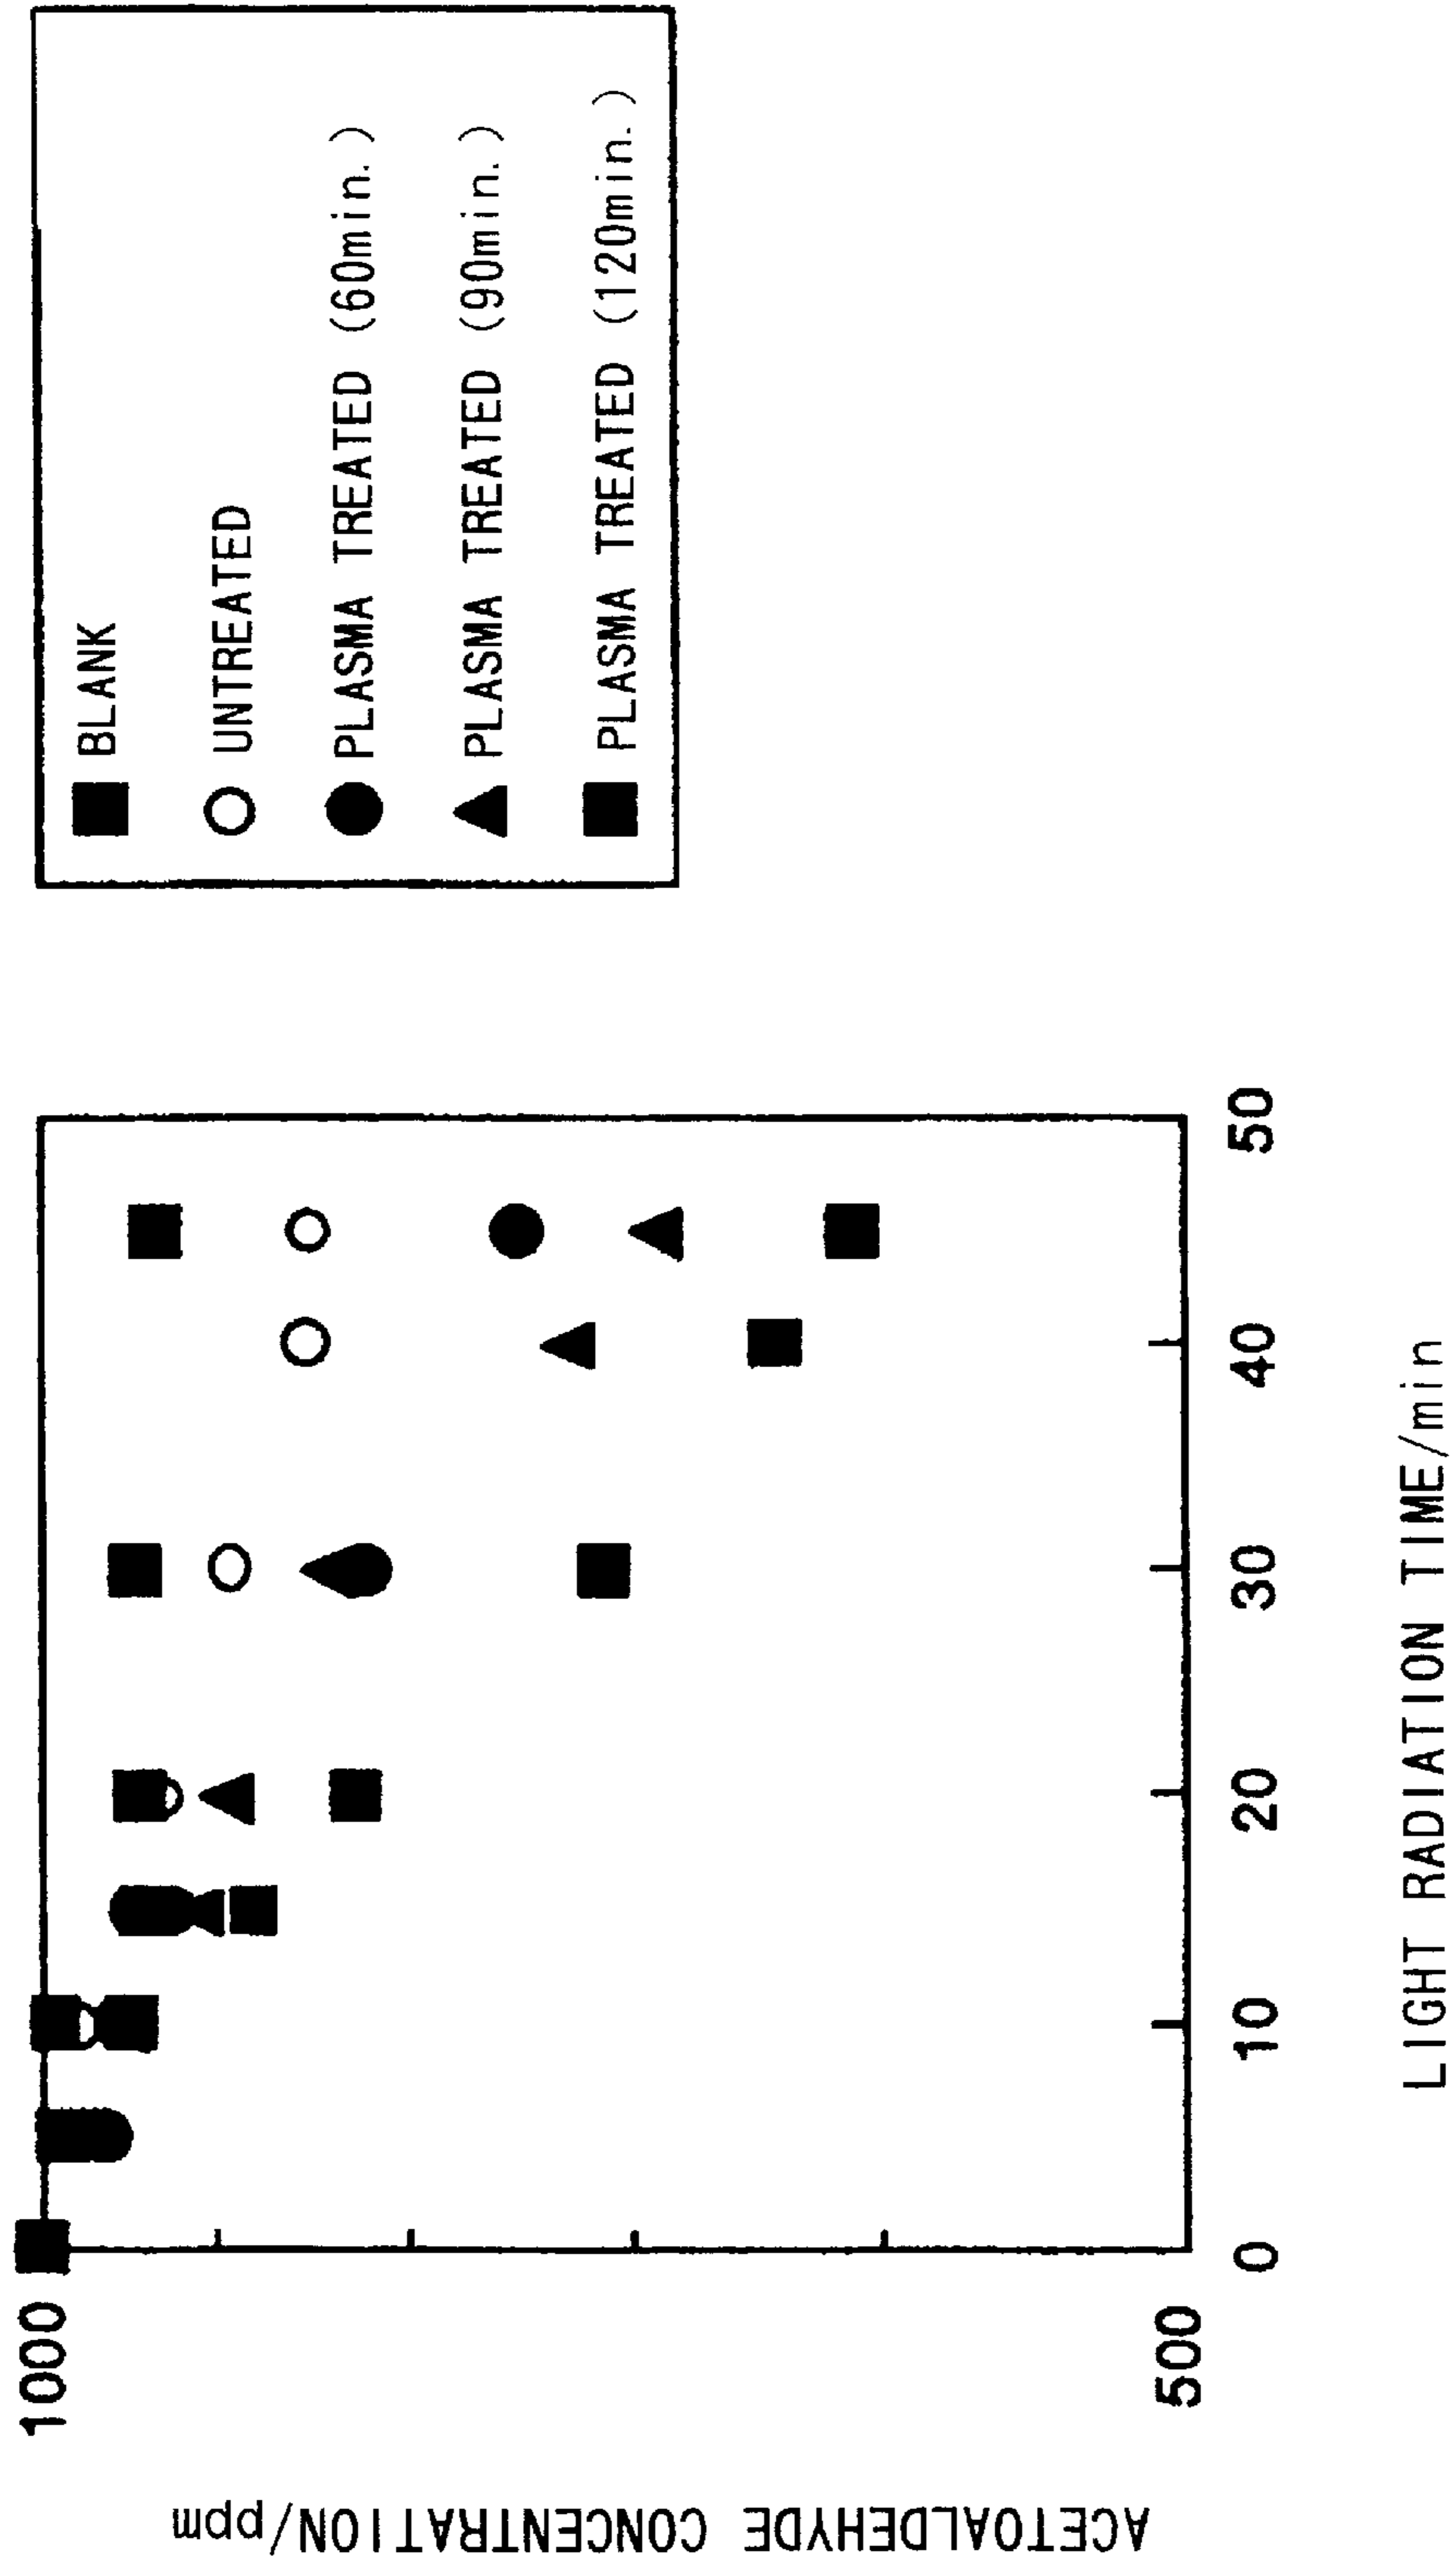 ACETOALDEHYDE CONCENTRATION/ppm
1000
500
0
10
20
30
40
50
LIGHT RADIATION TIME/min
BLANK
UNTREATED
PLASMA TREATED (60min.)
PLASMA TREATED (90min.)
PLASMA TREATED (120min.)